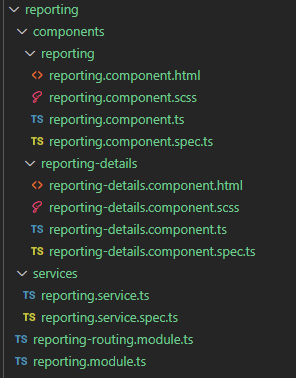 reporting
components
reporting
<> reporting.component.html
reporting.component.scss
TS reporting.component.ts
TS reporting.component.spec.ts
reporting-details
<> reporting-details.component.html
reporting-details.component.scss
TS reporting-details.component.ts
TS reporting-details.component.spec.ts
services
TS reporting.service.ts
TS reporting.service.spec.ts
TS reporting-routing.module.ts
TS reporting.module.ts